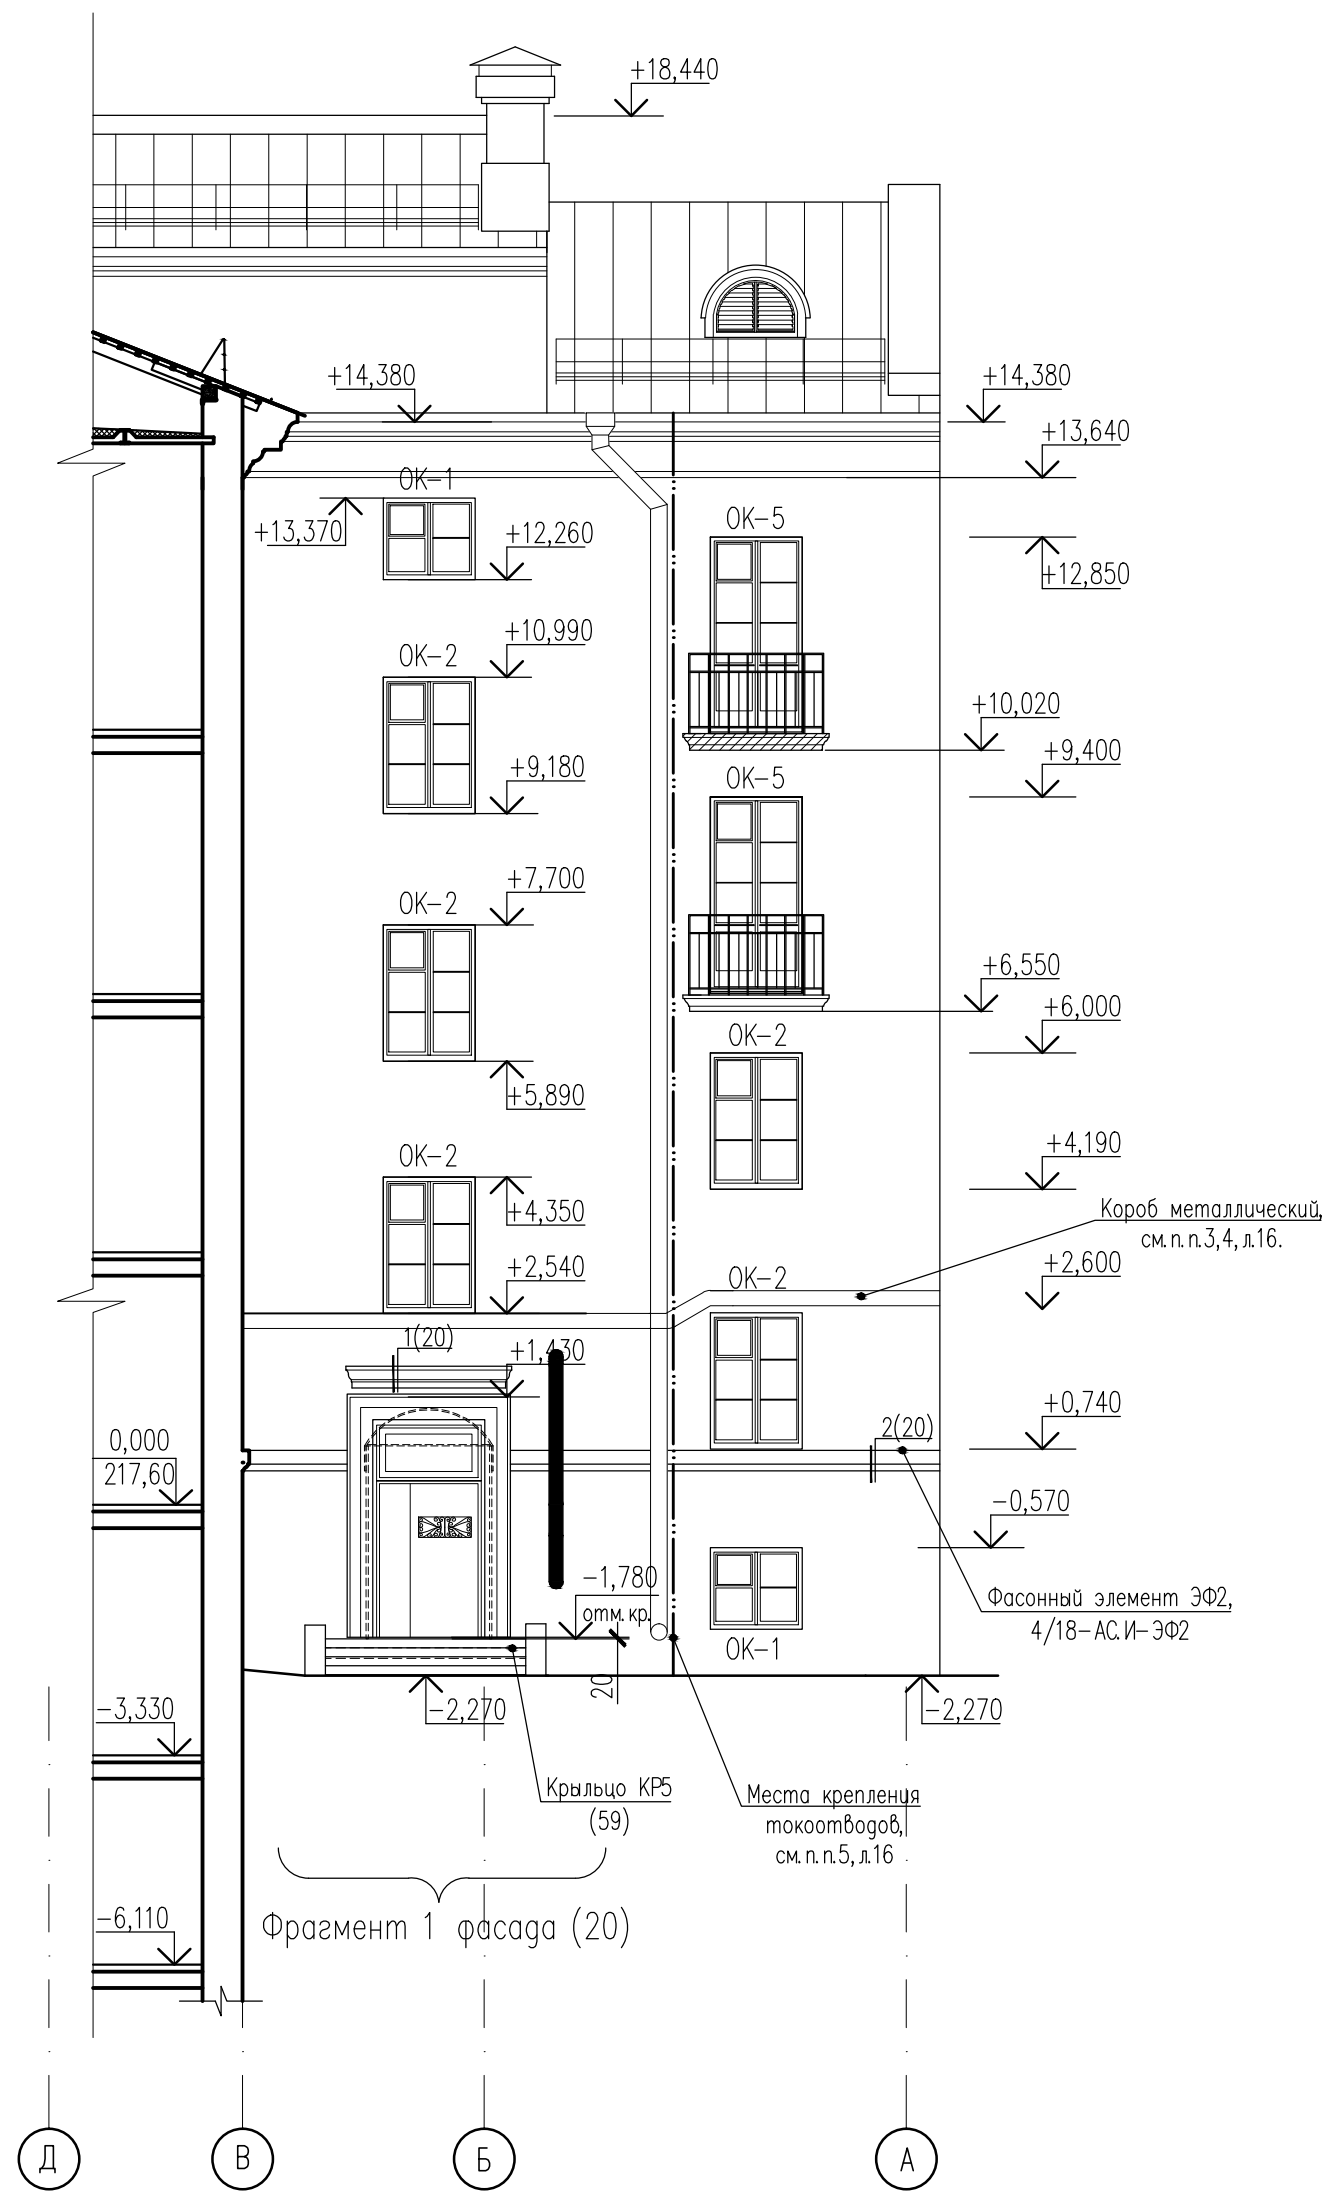 +18,440
+14,380
+14,380
+13,640
ОК-1
+13,370
+12,260
ОК-5
+12,850
+10,990
ОК-2
+10,020
+9,400
+9,180
ОК-5
+7,700
ОК-2
+6,550
+6,000
ОК-2
+5,890
+4,190
ОК-2
+4,350
Короб металлический,
см. п. п.3,4, л.16.
+2,540
ОК-2
+2,600
1(20)
+1,430
+0,740
2(20)
0,000
217,60
-0,570
-1,780
отм. кр.
Фасонный элемент ЭФ2,
4/18-АС.И-ЭФ2
ОК-1
20
-2,270
-2,270
-3,330
Крыльцо КР5
(59)
Места крепления
токоотводов,
см. п. п.5, л.16
-6,110
Фрагмент 1 фасада (20)
Д
В
Б
А